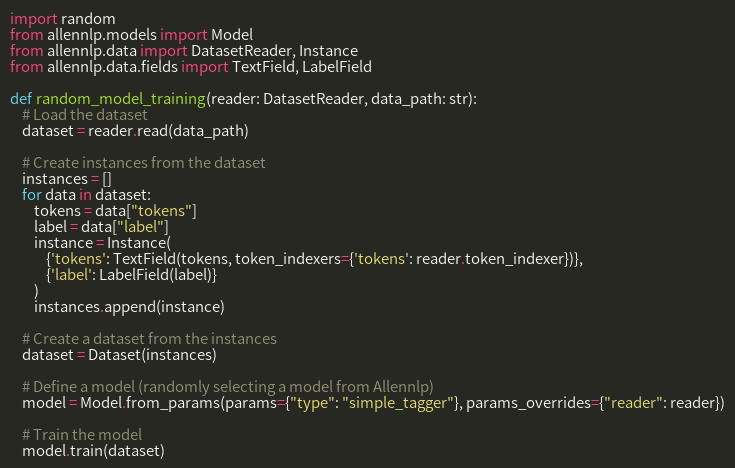 import random
from allennlp.models import Model
from allennlp.data import DatasetReader, Instance
from allennlp.data.fields import TextField, LabelField

def random_model_training(reader: DatasetReader, data_path: str):
    # Load the dataset
    dataset = reader.read(data_path)

    # Create instances from the dataset
    instances = []
    for data in dataset:
        tokens = data["tokens"]
        label = data["label"]
        instance = Instance(
            {'tokens': TextField(tokens, token_indexers={'tokens': reader.token_indexer})},
            {'label': LabelField(label)}
        )
        instances.append(instance)

    # Create a dataset from the instances
    dataset = Dataset(instances)

    # Define a model (randomly selecting a model from Allennlp)
    model = Model.from_params(params={"type": "simple_tagger"}, params_overrides={"reader": reader})

    # Train the model
    model.train(dataset)